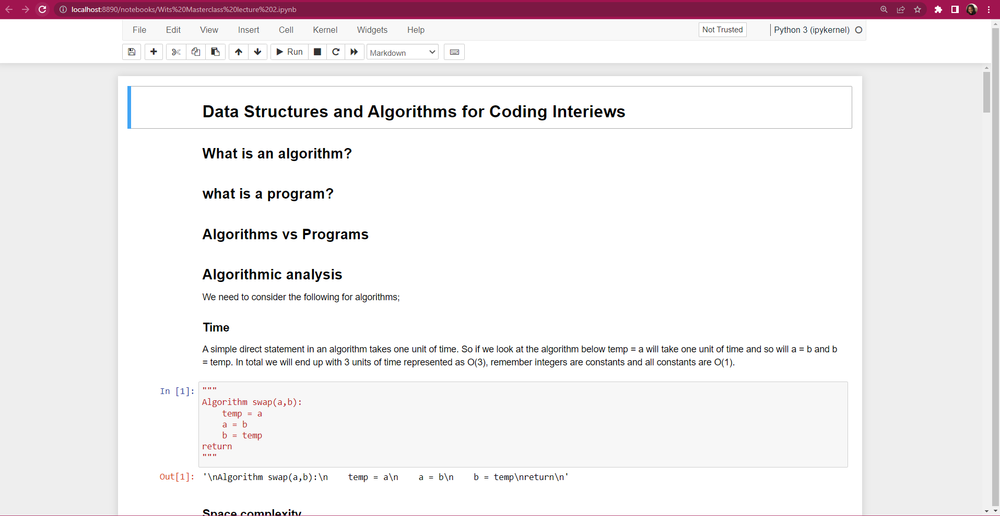 localhost:8890/notebooks/Wits%20Masterclass%20lecture%202.ipynb
File Edit View Insert Cell Kernel Widgets Help Not Trusted Python 3 (ipykernel)
Run Markdown
Data Structures and Algorithms for Coding Interiews
What is an algorithm?
what is a program?
Algorithms vs Programs
Algorithmic analysis
We need to consider the following for algorithms;
Time
A simple direct statement in an algorithm takes one unit of time. So if we look at the algorithm below temp = a will take one unit of time and so will a = b and b
= temp. In total we will end up with 3 units of time represented as O(3), remember integers are constants and all constants are O(1).
In [1]: """
Algorithm swap(a,b):
    temp = a
    a = b
    b = temp
return
"""
Out[1]: '\nAlgorithm swap(a,b):\n    temp = a\n    a = b\n    b = temp\nreturn\n'
Space complexity